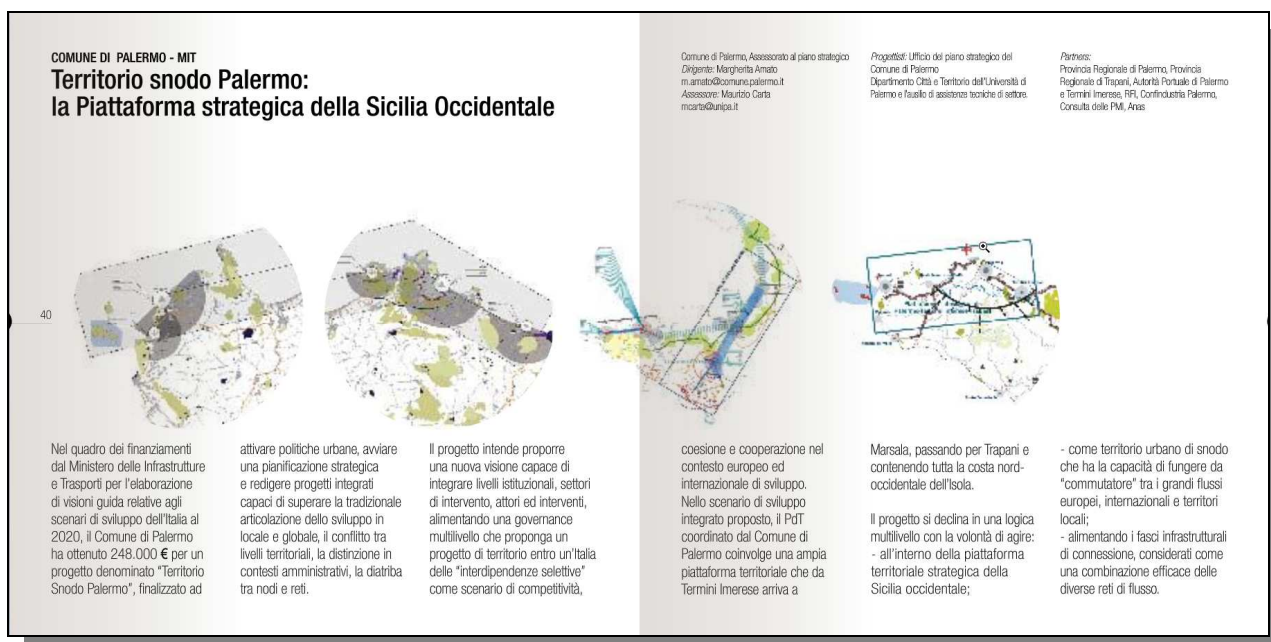 COMUNE DI PALERMO - MIT
Territorio snodo Palermo:
la Piattaforma strategica della Sicilia Occidentale
Comune di Palermo, Assessorato al piano strategico
Dirigente: Margherita Amato
m.amato@comune.palermo.it
Assessore: Maurizio Carta
mcarta@unipa.it
Progettisti: Ufficio del piano strategico del
Comune di Palermo
Dipartimento Città e Territorio dell'Università di
Palermo e l'ausilio di assistenze tecniche di settore.
Partners:
Provincia Regionale di Palermo, Provincia
Regionale di Trapani, Autorità Portuale di Palermo
e Termini Imerese, RFI, Confindustria Palermo,
Consulta delle PMI, Anas
40
Nel quadro dei finanziamenti
dal Ministero delle Infrastrutture
e Trasporti per l'elaborazione
di visioni guida relative agli
scenari di sviluppo dell'Italia al
2020, il Comune di Palermo
ha ottenuto 248.000 € per un
progetto denominato "Territorio
Snodo Palermo", finalizzato ad
attivare politiche urbane, avviare
una pianificazione strategica
e redigere progetti integrati
capaci di superare la tradizionale
articolazione dello sviluppo in
locale e globale, il conflitto tra
livelli territoriali, la distinzione in
contesti amministrativi, la diatriba
tra nodi e reti.
Il progetto intende proporre
una nuova visione capace di
integrare livelli istituzionali, settori
di intervento, attori ed interventi,
alimentando una governance
multilivello che proponga un
progetto di territorio entro un'Italia
delle "interdipendenze selettive"
come scenario di competitività,
coesione e cooperazione nel
contesto europeo ed
internazionale di sviluppo.
Nello scenario di sviluppo
integrato proposto, il PdT
coordinato dal Comune di
Palermo coinvolge una ampia
piattaforma territoriale che da
Termini Imerese arriva a
Marsala, passando per Trapani e
contenendo tutta la costa nord-
occidentale dell'Isola.
Il progetto si declina in una logica
multilivello con la volontà di agire:
- all'interno della piattaforma
territoriale strategica della
Sicilia occidentale;
- come territorio urbano di snodo
che ha la capacità di fungere da
"commutatore" tra i grandi flussi
europei, internazionali e territori
locali;
- alimentando i fasci infrastrutturali
di connessione, considerati come
una combinazione efficace delle
diverse reti di flusso.